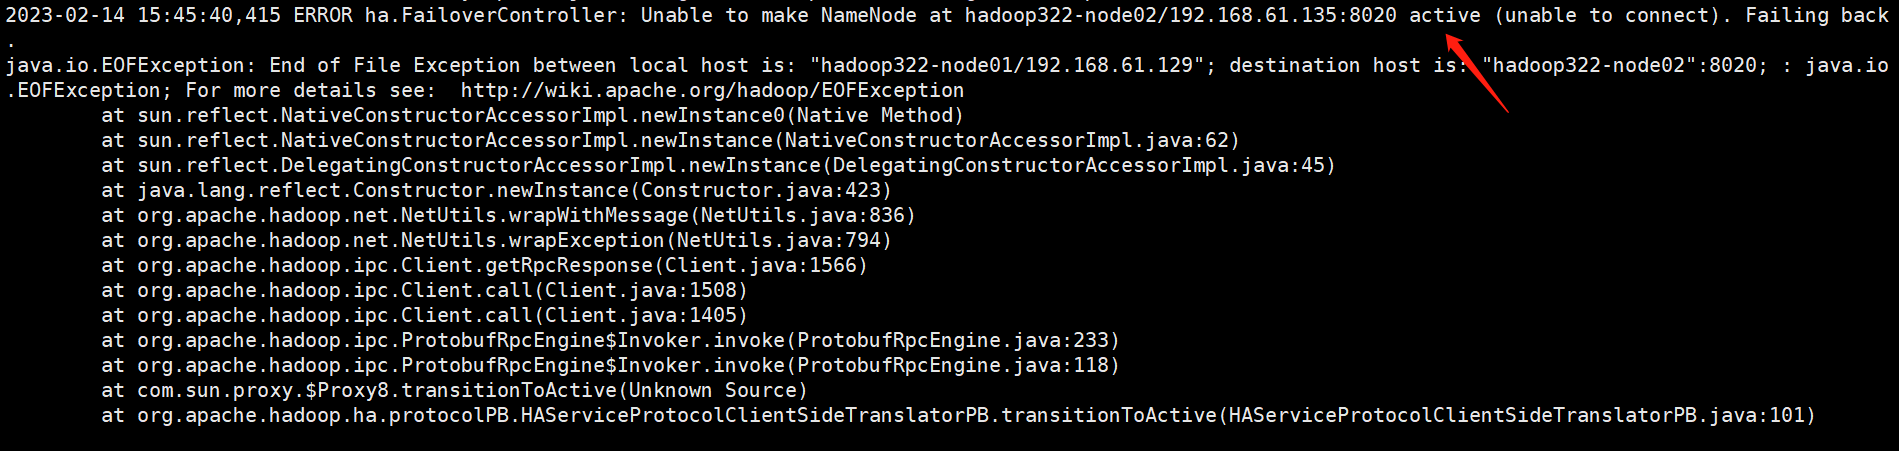 2023-02-14 15:45:40,415 ERROR ha.FailoverController: Unable to make NameNode at hadoop322-node02/192.168.61.135:8020 active (unable to connect). Failing back
.
java.io.EOFException: End of File Exception between local host is: "hadoop322-node01/192.168.61.129"; destination host is: "hadoop322-node02":8020; : java.io
.EOFException; For more details see:  http://wiki.apache.org/hadoop/EOFException
        at sun.reflect.NativeConstructorAccessorImpl.newInstance0(Native Method)
        at sun.reflect.NativeConstructorAccessorImpl.newInstance(NativeConstructorAccessorImpl.java:62)
        at sun.reflect.DelegatingConstructorAccessorImpl.newInstance(DelegatingConstructorAccessorImpl.java:45)
        at java.lang.reflect.Constructor.newInstance(Constructor.java:423)
        at org.apache.hadoop.net.NetUtils.wrapWithMessage(NetUtils.java:836)
        at org.apache.hadoop.net.NetUtils.wrapException(NetUtils.java:794)
        at org.apache.hadoop.ipc.Client.getRpcResponse(Client.java:1566)
        at org.apache.hadoop.ipc.Client.call(Client.java:1508)
        at org.apache.hadoop.ipc.Client.call(Client.java:1405)
        at org.apache.hadoop.ipc.ProtobufRpcEngine$Invoker.invoke(ProtobufRpcEngine.java:233)
        at org.apache.hadoop.ipc.ProtobufRpcEngine$Invoker.invoke(ProtobufRpcEngine.java:118)
        at com.sun.proxy.$Proxy8.transitionToActive(Unknown Source)
        at org.apache.hadoop.ha.protocolPB.HAServiceProtocolClientSideTranslatorPB.transitionToActive(HAServiceProtocolClientSideTranslatorPB.java:101)